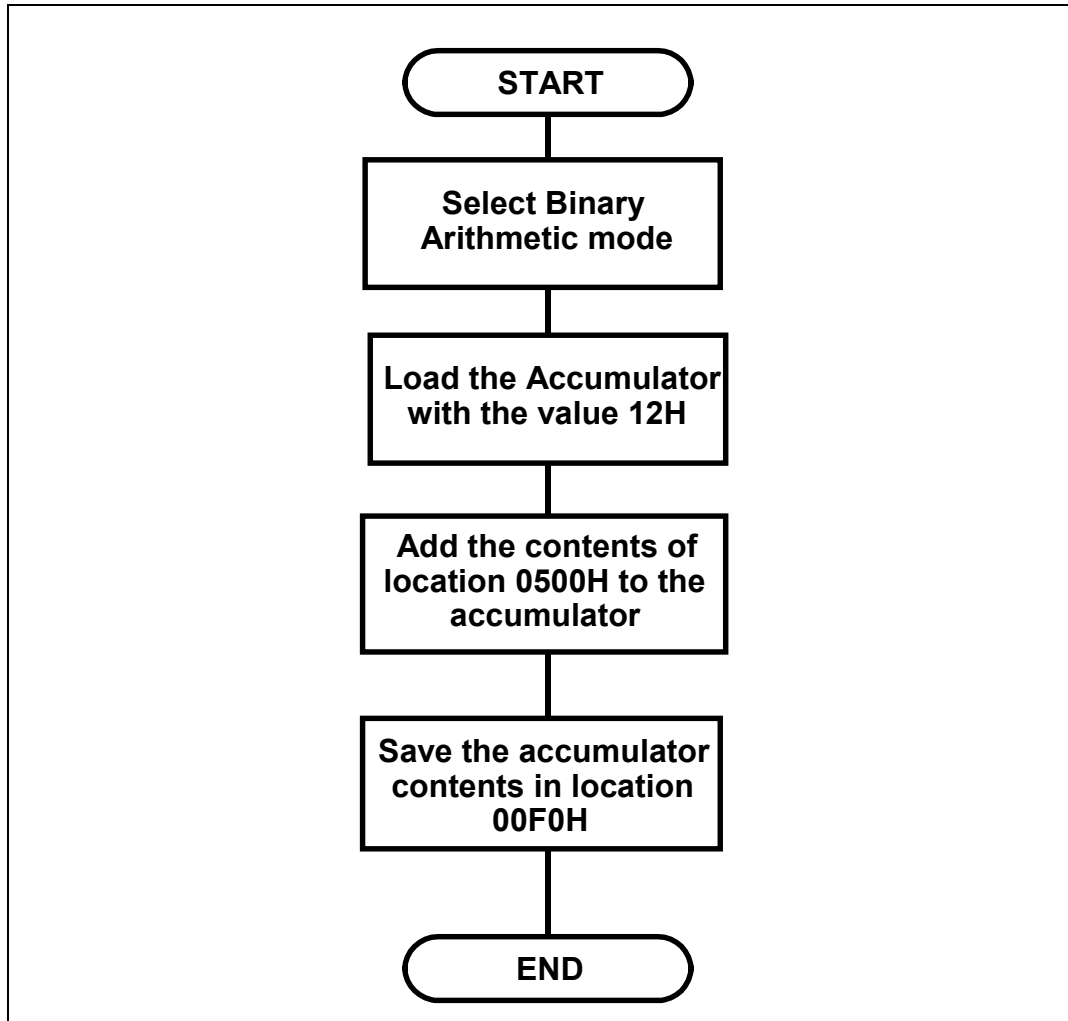 START
Select Binary
Arithmetic mode
Load the Accumulator
with the value 12H
Add the contents of
location 0500H to the
accumulator
Save the accumulator
contents in location
00F0H
END